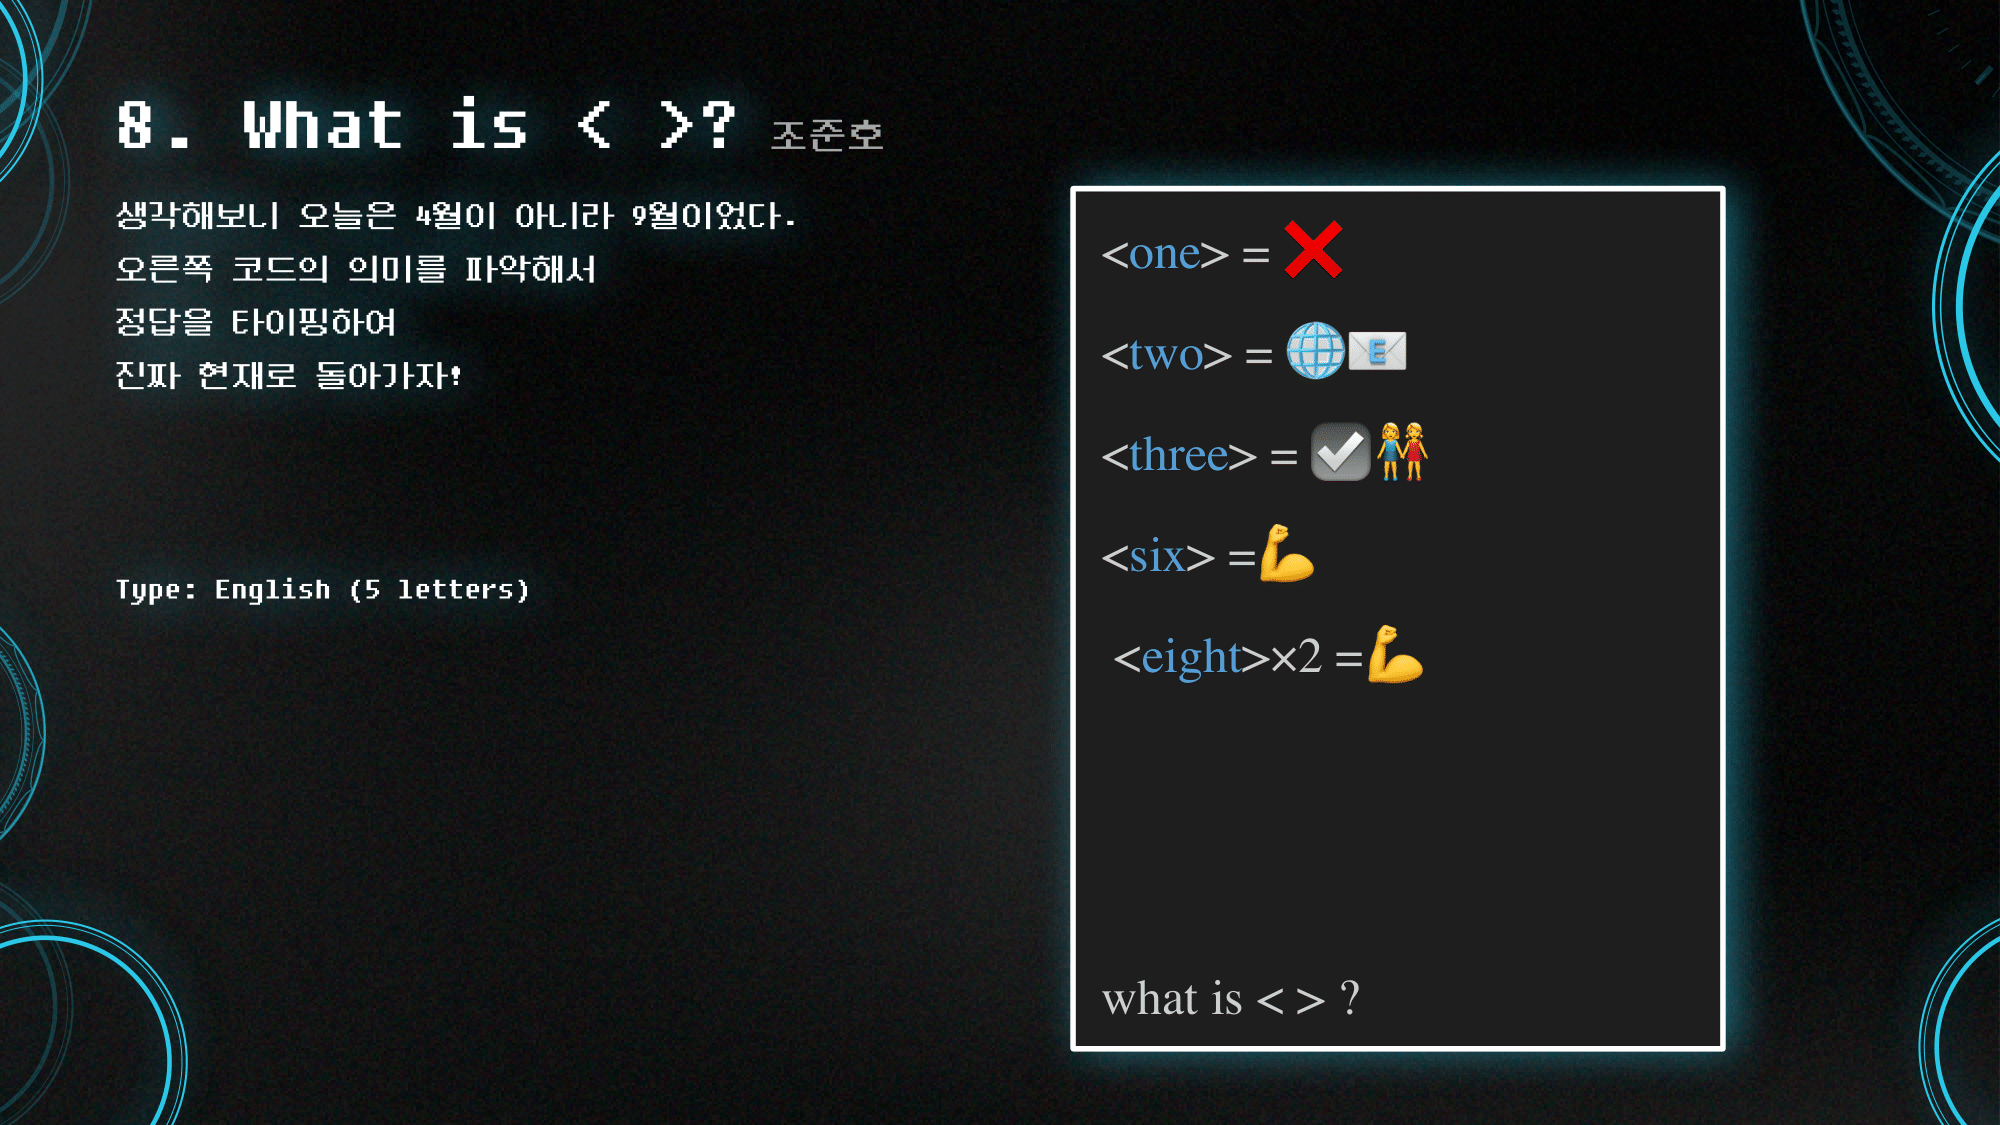 8. What is < >? 조준호
생각해보니 오늘은 4월이 아니라 9월이었다.
오른쪽 코드의 의미를 파악해서
정답을 타이핑하여
진짜 현재로 돌아가자!
Type: English (5 letters)
<one> = ❌
<two> = 🌐📧
<three> = ☑️👭
<six> =💪
<eight>×2 =💪
what is < > ?